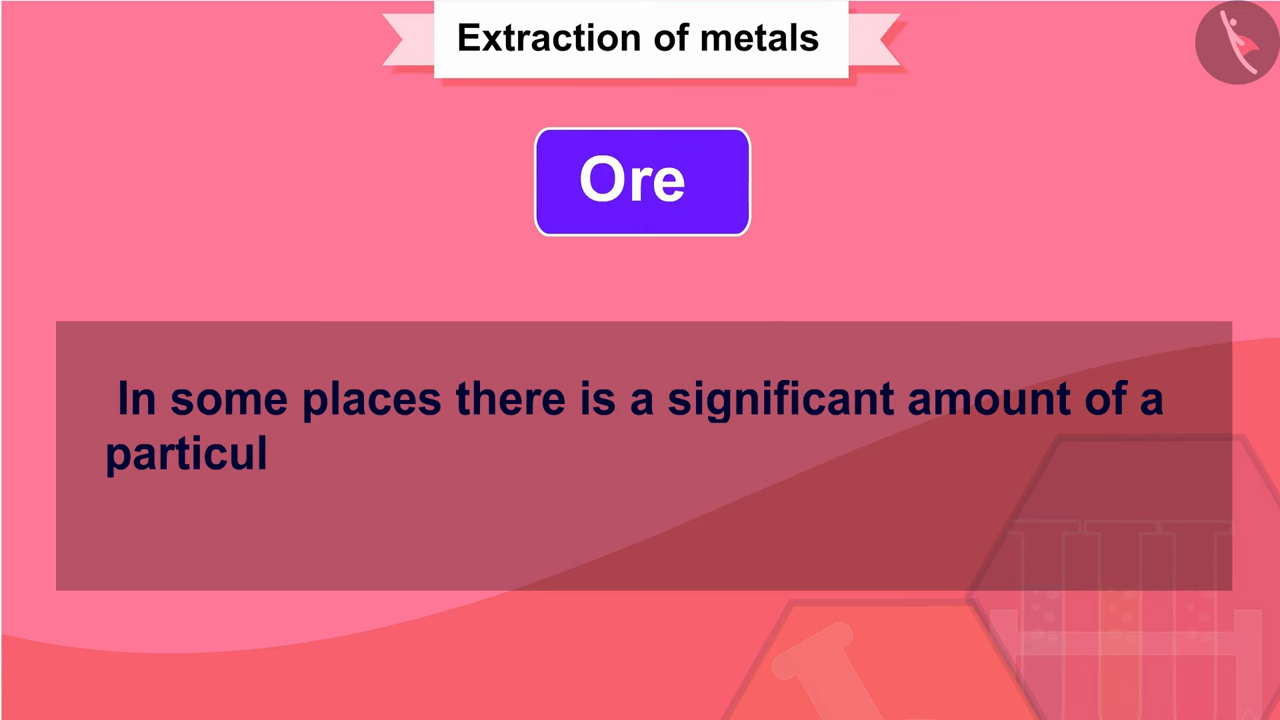 Extraction of metals
Ore
In some places there is a significant amount of a
particul